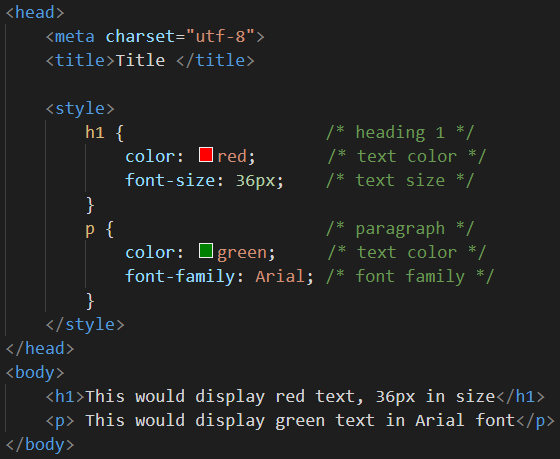 <head>
    <meta charset="utf-8">
    <title>Title </title>

    <style>
        h1 {                    /* heading 1 */
            color: red;       /* text color */
            font-size: 36px;    /* text size */
        }
        p {                     /* paragraph */
            color: green;     /* text color */
            font-family: Arial; /* font family */
        }
    </style>
</head>
<body>
    <h1>This would display red text, 36px in size</h1>
    <p> This would display green text in Arial font</p>
</body>